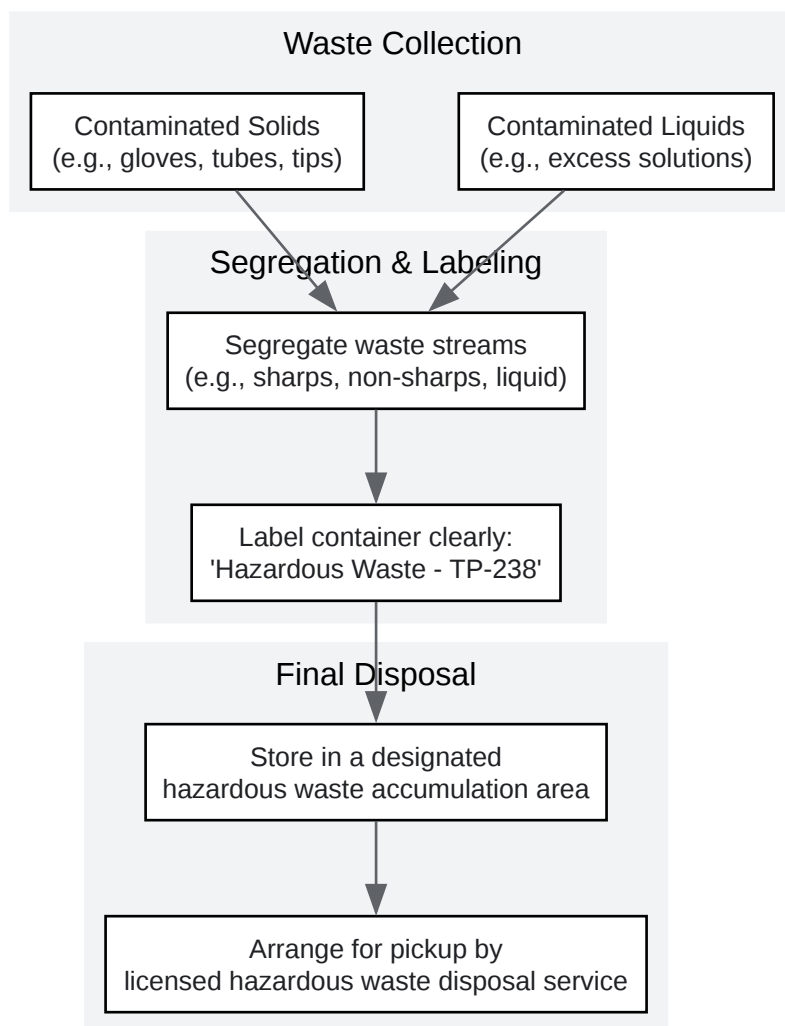 Waste Collection
Contaminated Solids
(e.g., gloves, tubes, tips)
Contaminated Liquids
(e.g., excess solutions)
Segregation & Labeling
Segregate waste streams
(e.g., sharps, non-sharps, liquid)
Label container clearly:
'Hazardous Waste - TP-238'
Final Disposal
Store in a designated
hazardous waste accumulation area
Arrange for pickup by
licensed hazardous waste disposal service